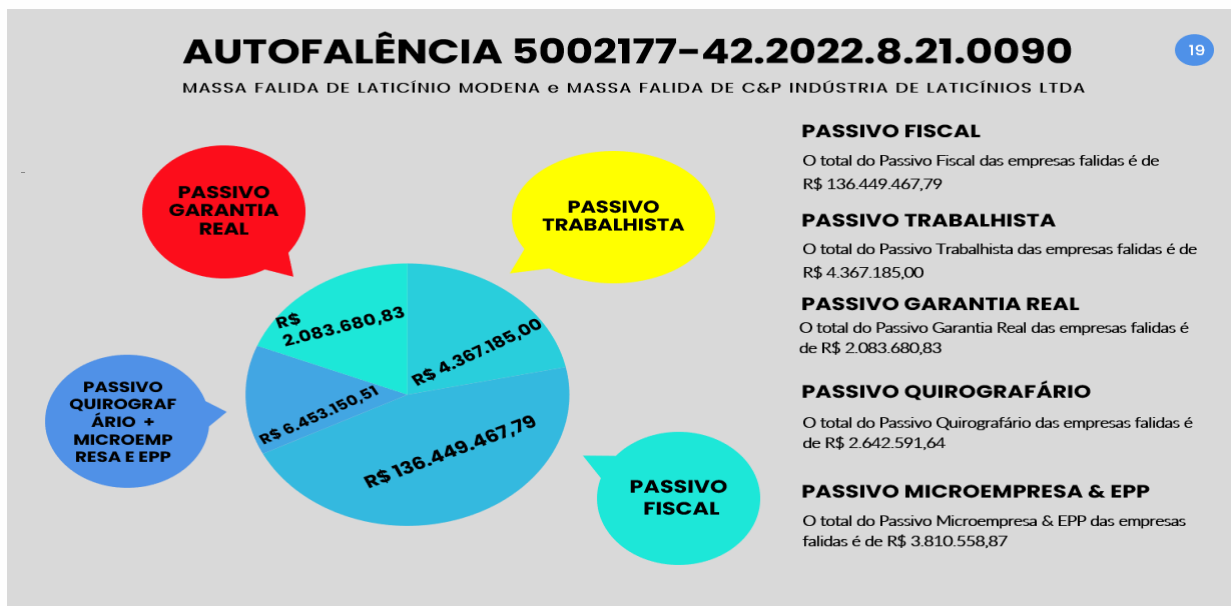 AUTOFALÊNCIA 5002177-42.2022.8.21.0090
19
MASSA FALIDA DE LATICÍNIO MODENA e MASSA FALIDA DE C&P INDÚSTRIA DE LATICÍNIOS LTDA
PASSIVO
GARANTIA
REAL
PASSIVO
TRABALHISTA
R$
2.083.680,83
R$ 4.367.185,00
R$ 6.453.150,51
R$ 136.449.467,79
PASSIVO
QUIROGRAF
ÁRIO +
MICROEMP
RESA E EPP
PASSIVO
FISCAL
PASSIVO FISCAL
O total do Passivo Fiscal das empresas falidas é de
R$ 136.449.467,79
PASSIVO TRABALHISTA
O total do Passivo Trabalhista das empresas falidas é de
R$ 4.367.185,00
PASSIVO GARANTIA REAL
O total do Passivo Garantia Real das empresas falidas é
de R$ 2.083.680,83
PASSIVO QUIROGRAFÁRIO
O total do Passivo Quirografário das empresas falidas é
de R$ 2.642.591,64
PASSIVO MICROEMPRESA & EPP
O total do Passivo Microempresa & EPP das empresas
falidas é de R$ 3.810.558,87